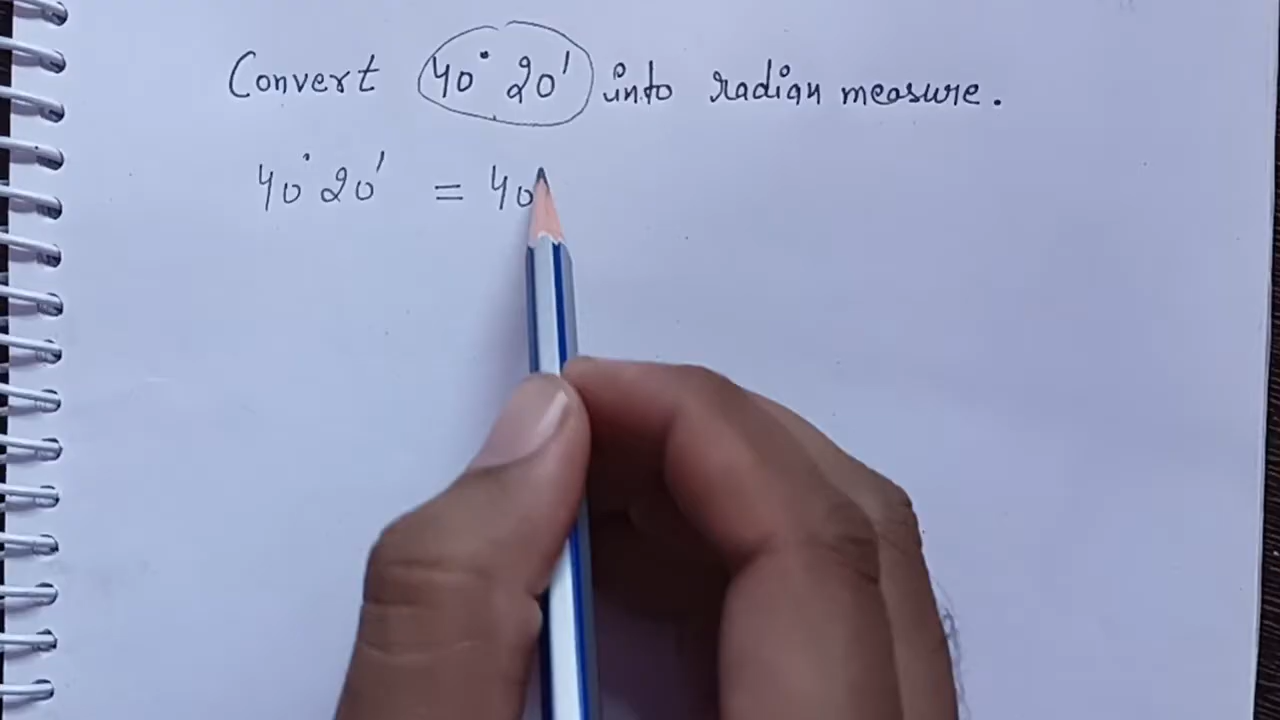 Convert 40° 20' into radian measure.
40° 20' = 40